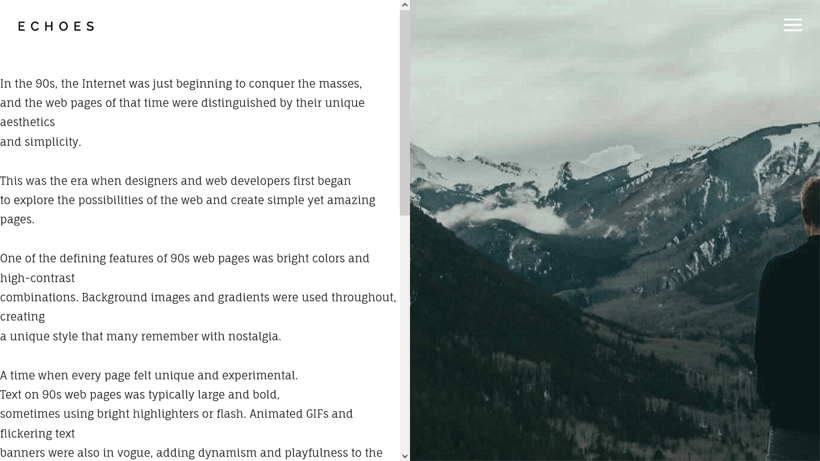 ECHOES
In the 90s, the Internet was just beginning to conquer the masses,
and the web pages of that time were distinguished by their unique
aesthetics
and simplicity.
This was the era when designers and web developers first began
to explore the possibilities of the web and create simple yet amazing
pages.
One of the defining features of 90s web pages was bright colors and
high-contrast
combinations. Background images and gradients were used throughout,
creating
a unique style that many remember with nostalgia.
A time when every page felt unique and experimental.
Text on 90s web pages was typically large and bold,
sometimes using bright highlighters or flash. Animated GIFs and
flickering text
banners were also in vogue, adding dynamism and playfulness to the